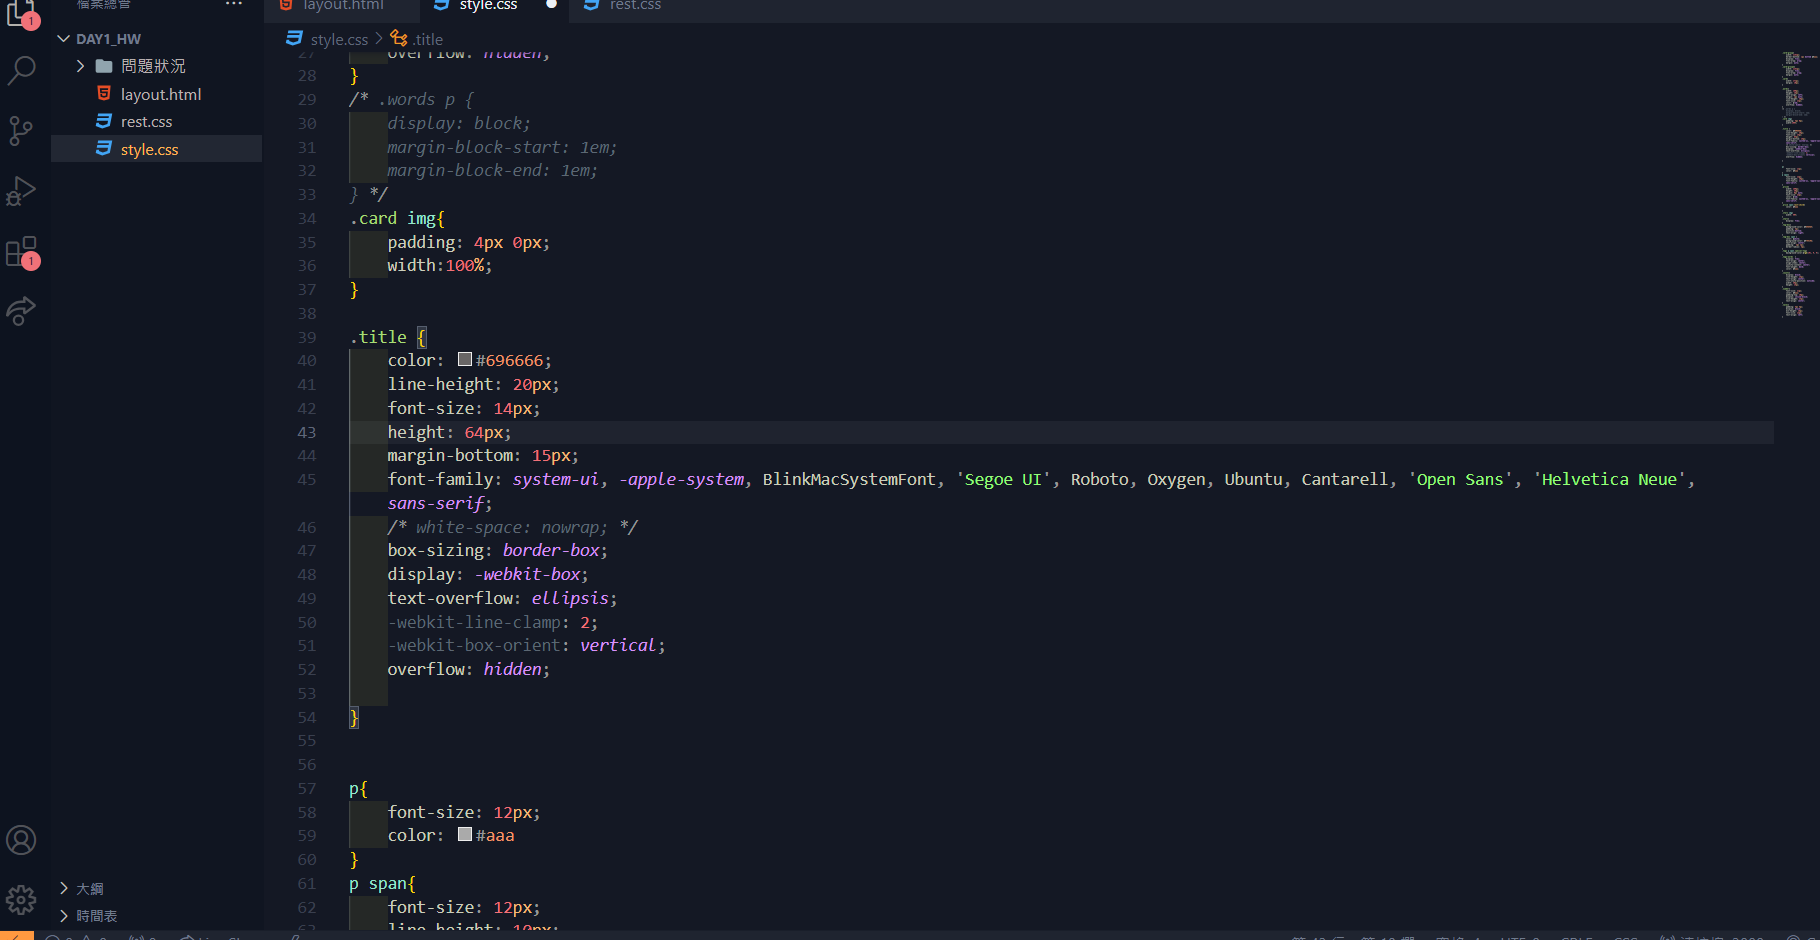 檔案總管 ...
layout.html
style.css
rest.css
1
DAY1_HW
問題狀況
layout.html
rest.css
style.css
1
大綱
時間表
style.css > .title
27 overflow: hidden;
28 }
29 /* .words p {
30 display: block;
31 margin-block-start: 1em;
32 margin-block-end: 1em;
33 } */
34 .card img{
35 padding: 4px 0px;
36 width:100%;
37 }
38
39 .title {
40 color: #696666;
41 line-height: 20px;
42 font-size: 14px;
43 height: 64px;
44 margin-bottom: 15px;
45 font-family: system-ui, -apple-system, BlinkMacSystemFont, 'Segoe UI', Roboto, Oxygen, Ubuntu, Cantarell, 'Open Sans', 'Helvetica Neue',
sans-serif;
46 /* white-space: nowrap; */
47 box-sizing: border-box;
48 display: -webkit-box;
49 text-overflow: ellipsis;
50 -webkit-line-clamp: 2;
51 -webkit-box-orient: vertical;
52 overflow: hidden;
53
54 }
55
56
57 p{
58 font-size: 12px;
59 color: #aaa
60 }
61 p span{
62 font-size: 12px;
63 line-height: 10px;